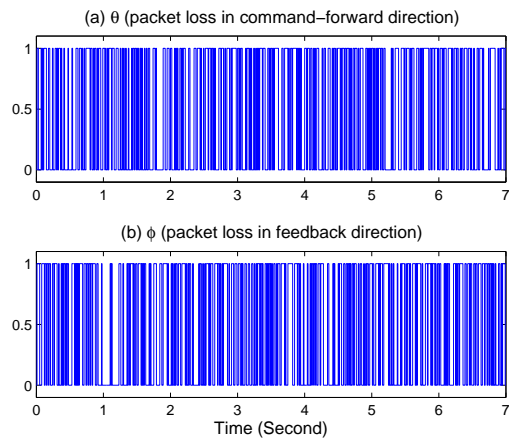 (a) θ (packet loss in command−forward direction)
1
0.5
0
0 1 2 3 4 5 6 7
(b) ϕ (packet loss in feedback direction)
1
0.5
0
0 1 2 3 4 5 6 7
Time (Second)